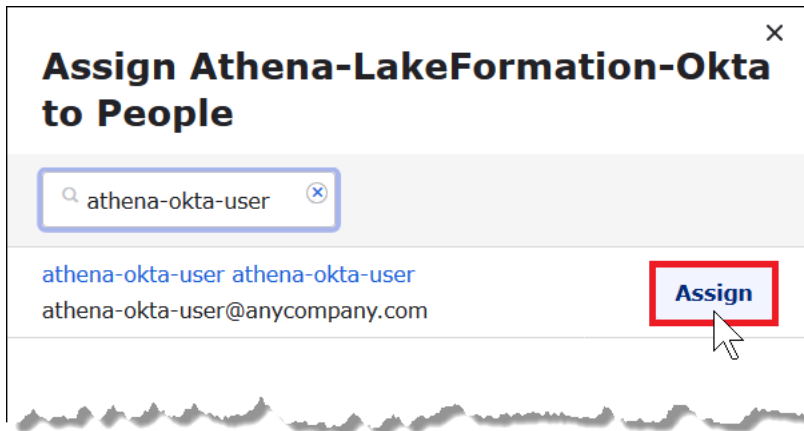 Assign Athena-LakeFormation-Okta
to People
athena-okta-user
athena-okta-user athena-okta-user
athena-okta-user@anycompany.com
Assign